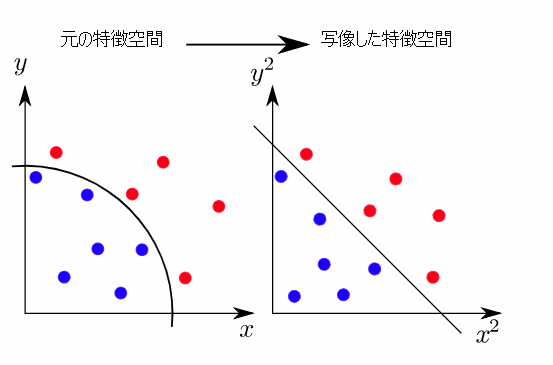 元の特徴空間
写像した特徴空間
y
y²
x
x²